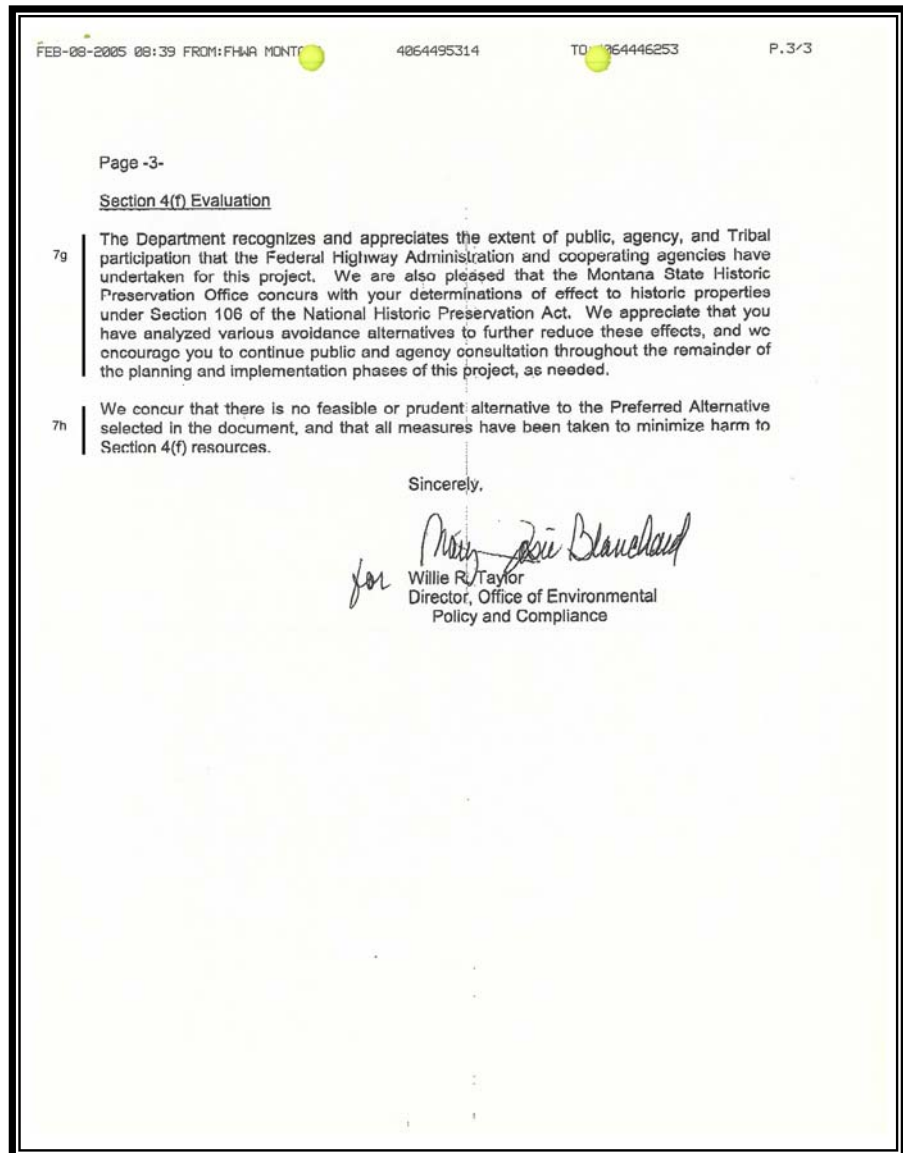 FEB-08-2005 08:39 FROM:FHWA MONT 4064495314 TO: 4064446253 P.3/3
Page -3-
Section 4(f) Evaluation
7g
The Department recognizes and appreciates the extent of public, agency, and Tribal
participation that the Federal Highway Administration and cooperating agencies have
undertaken for this project. We are also pleased that the Montana State Historic
Preservation Office concurs with your determinations of effect to historic properties
under Section 106 of the National Historic Preservation Act. We appreciate that you
have analyzed various avoidance alternatives to further reduce these effects, and we
encourage you to continue public and agency consultation throughout the remainder of
the planning and implementation phases of this project, as needed.
7h
We concur that there is no feasible or prudent alternative to the Preferred Alternative
selected in the document, and that all measures have been taken to minimize harm to
Section 4(f) resources.
Sincerely,
Mary Josie Blanchard
for Willie R. Taylor
Director, Office of Environmental
Policy and Compliance